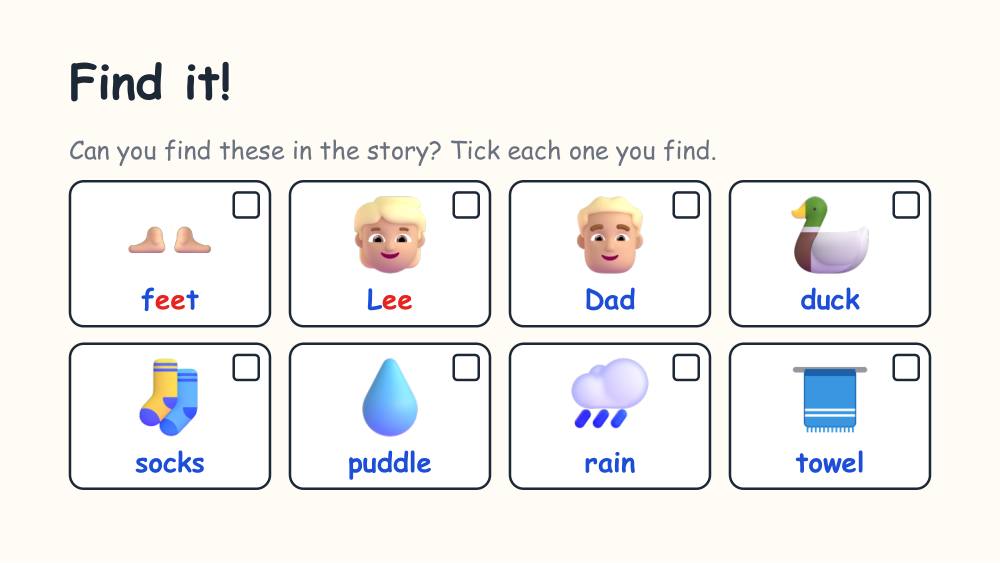 Find it!
Can you find these in the story? Tick each one you find.
feet
Lee
Dad
duck
socks
puddle
rain
towel